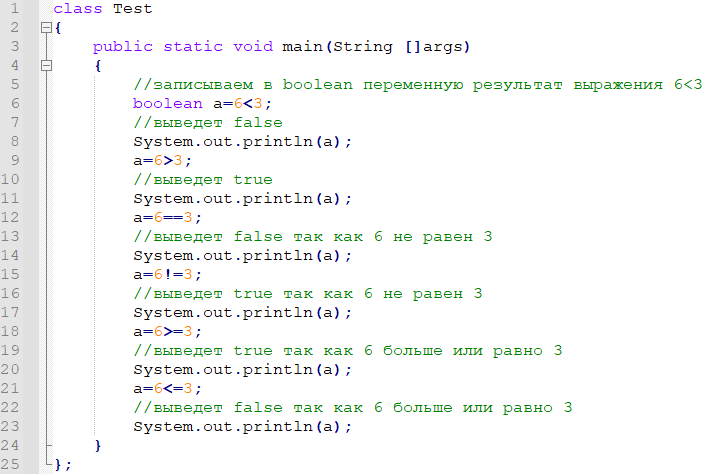 1 class Test
2 {
3 public static void main(String []args)
4 {
5 //записываем в boolean переменную результат выражения 6<3
6 boolean a=6<3;
7 //выведет false
8 System.out.println(a);
9 a=6>3;
10 //выведет true
11 System.out.println(a);
12 a=6==3;
13 //выведет false так как 6 не равен 3
14 System.out.println(a);
15 a=6!=3;
16 //выведет true так как 6 не равен 3
17 System.out.println(a);
18 a=6>=3;
19 //выведет true так как 6 больше или равно 3
20 System.out.println(a);
21 a=6<=3;
22 //выведет false так как 6 больше или равно 3
23 System.out.println(a);
24 }
25 };